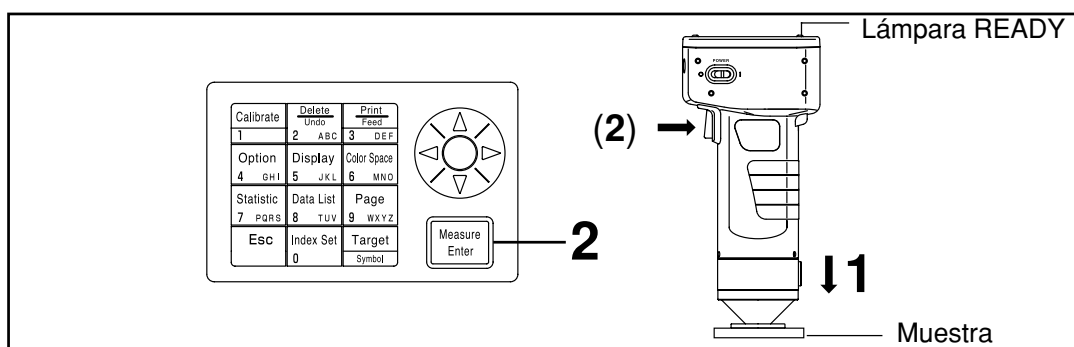 Lámpara READY
POWER
Calibrate
1
Delete
Undo
2 ABC
Print
Feed
3 DEF
Option
4 GHI
Display
5 JKL
Color Space
6 MNO
Statistic
7 PQRS
Data List
8 TUV
Page
9 WXYZ
Esc
Index Set
0
Target
Symbol
Measure
Enter
2
(2)
1
Muestra